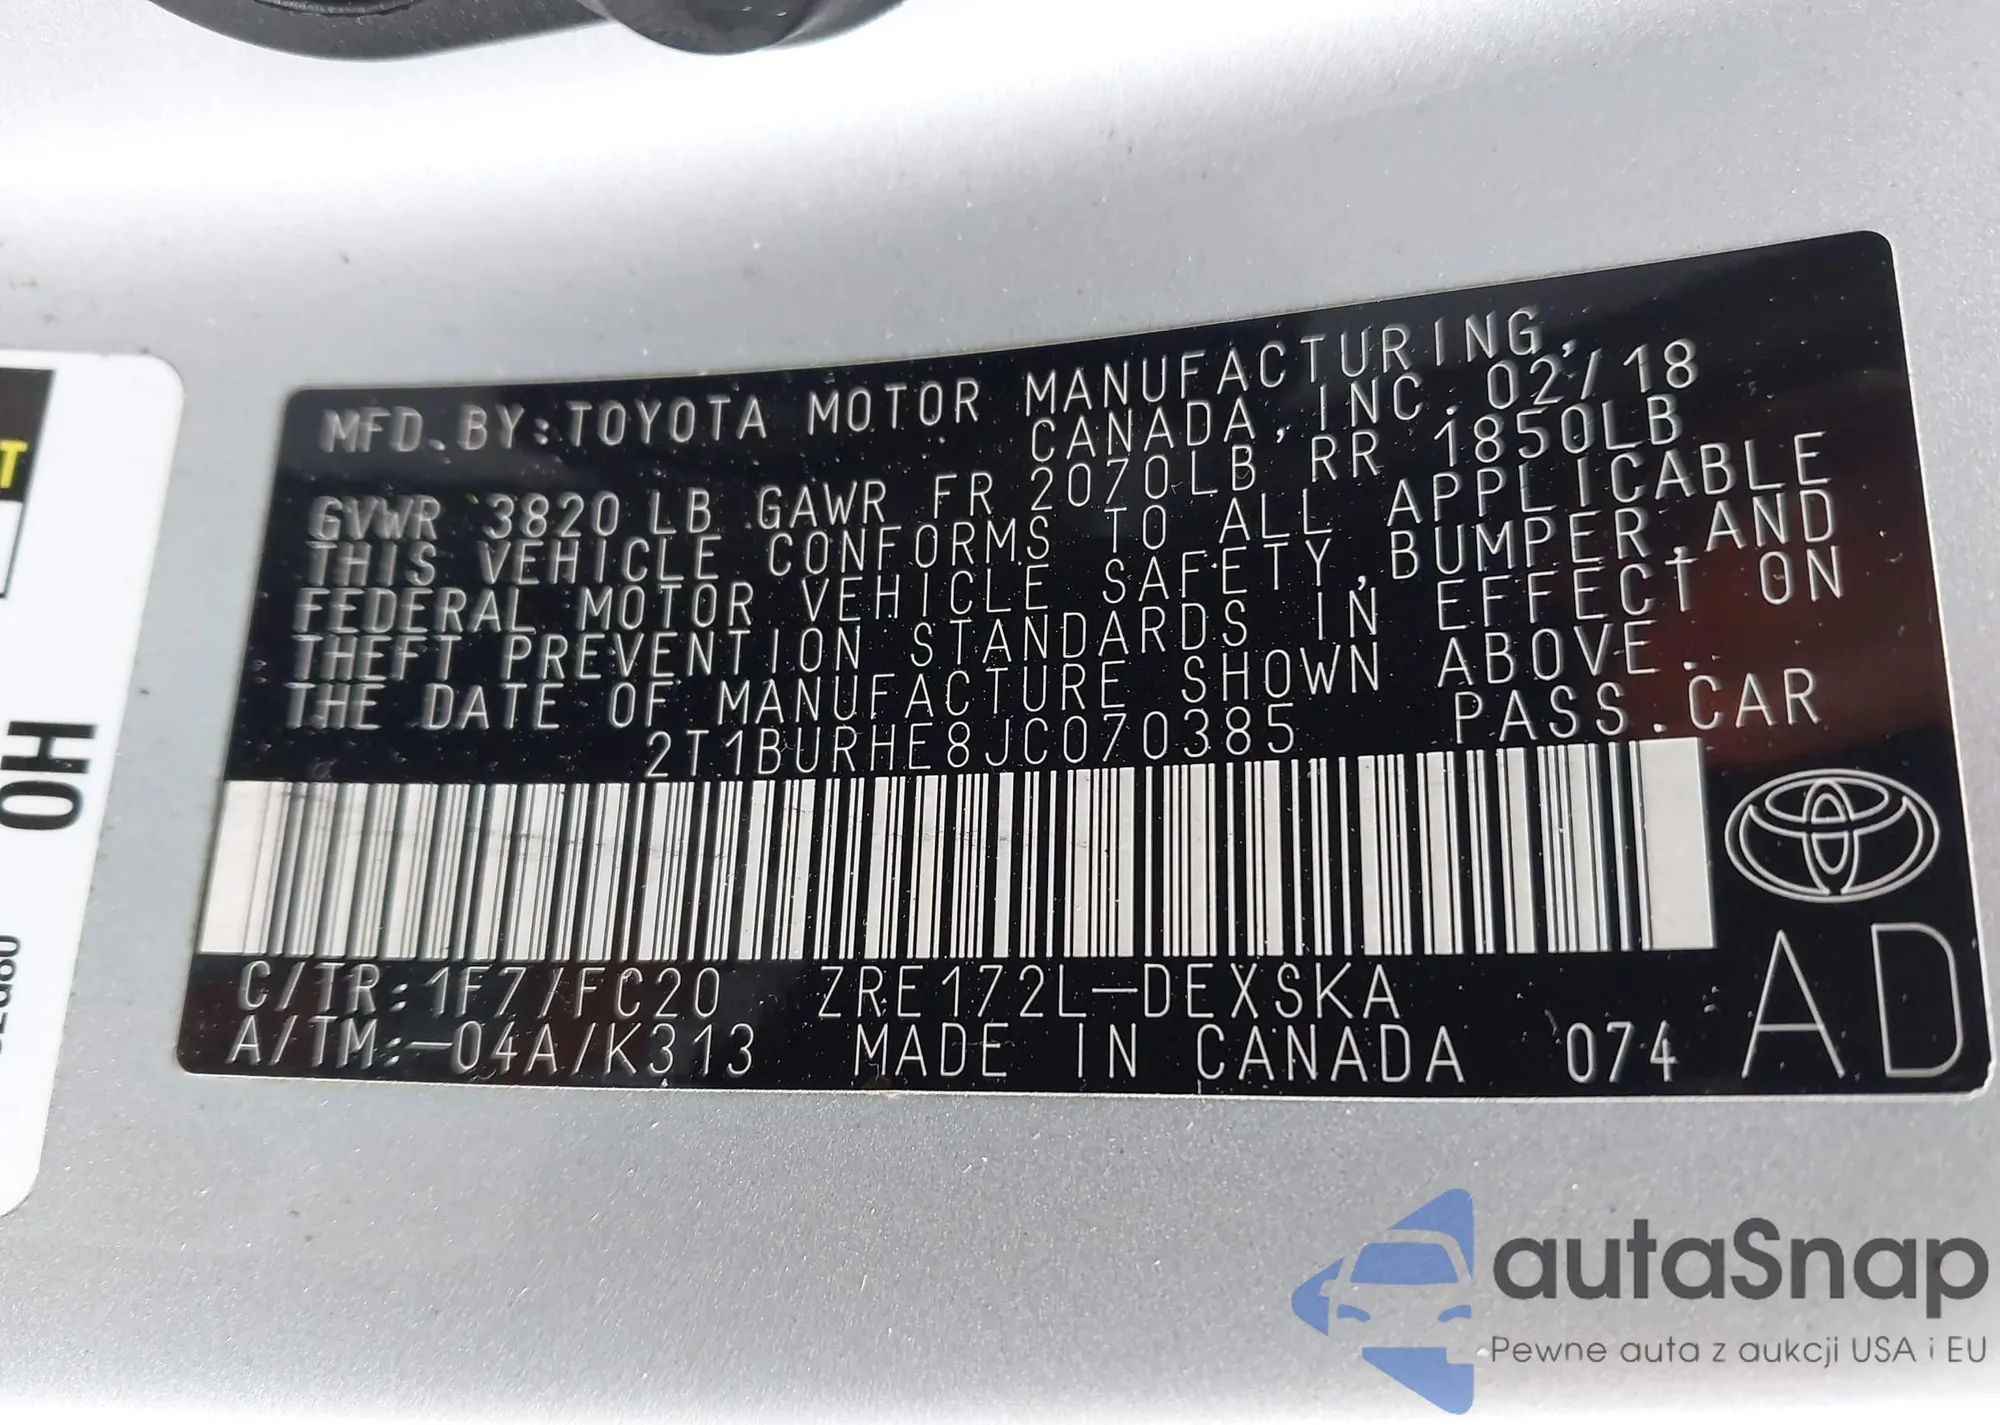 MFD. BY: TOYOTA MOTOR MANUFACTURING,
CANADA, INC. 02/18
GVWR 3820 LB GAWR FR 2070LB RR 1850LB
THIS VEHICLE CONFORMS TO ALL APPLICABLE
FEDERAL MOTOR VEHICLE SAFETY, BUMPER, AND
THEFT PREVENTION STANDARDS IN EFFECT ON
THE DATE OF MANUFACTURE SHOWN ABOVE.
2T1BURHE8JC070385 PASS. CAR
C/TR: 1F7/FC20 ZRE172L-DEXSKA
A/TM: -04A/K313 MADE IN CANADA 074
AD
T
OH
autaSnap
Pewne auta z aukcji USA i EU